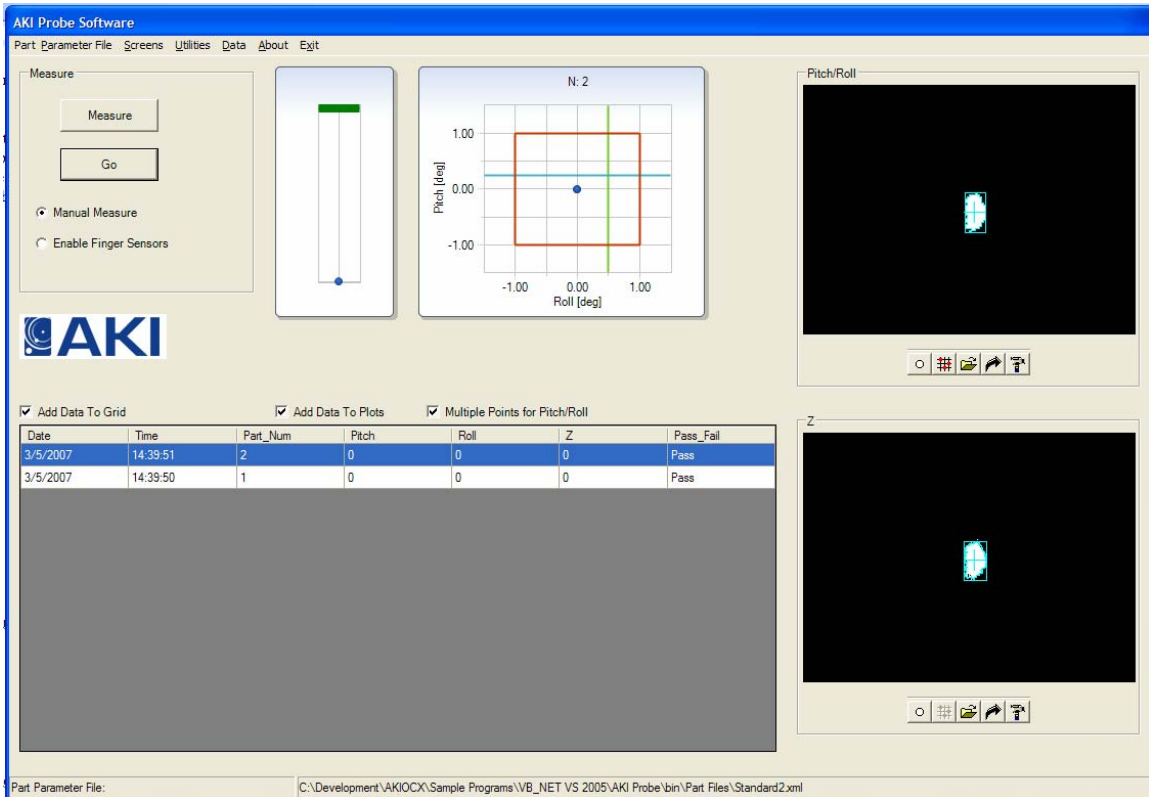 AKI Probe Software
Part Parameter File Screens Utilities Data About Exit
Measure
Measure
Go
Manual Measure
Enable Finger Sensors
AKI
N: 2
Pitch [deg]
1.00
0.00
-1.00
-1.00 0.00 1.00
Roll [deg]
Pitch/Roll
Add Data To Grid Add Data To Plots Multiple Points for Pitch/Roll
Date Time Part_Num Pitch Roll Z Pass_Fail
3/5/2007 14:39:51 2 0 0 0 Pass
3/5/2007 14:39:50 1 0 0 0 Pass
Z
Part Parameter File: C:\Development\AKIOCX\Sample Programs\VB_NET VS 2005\AKI Probe\bin\Part Files\Standard2.xml